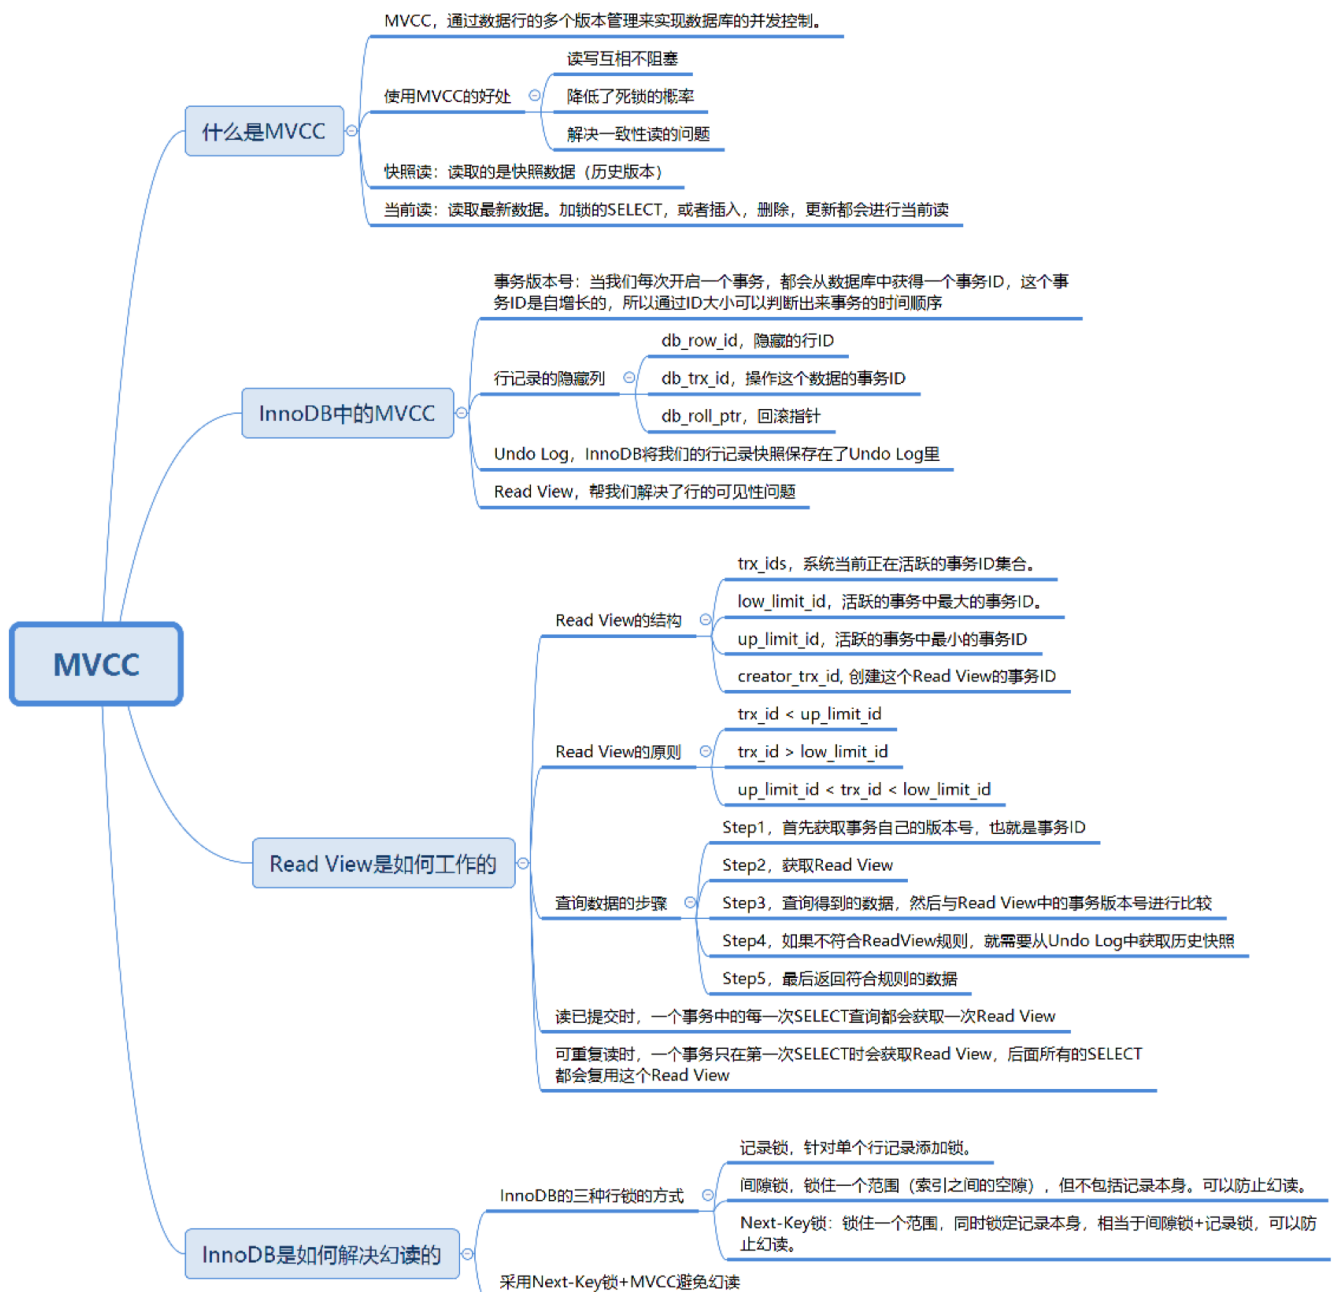 MVCC
什么是MVCC
MVCC，通过数据行的多个版本管理来实现数据库的并发控制。
使用MVCC的好处
读写互相不阻塞
降低了死锁的概率
解决一致性读的问题
快照读：读取的是快照数据（历史版本）
当前读：读取最新数据。加锁的SELECT，或者插入，删除，更新都会进行当前读
InnoDB中的MVCC
事务版本号：当我们每次开启一个事务，都会从数据库中获得一个事务ID，这个事
务ID是自增长的，所以通过ID大小可以判断出来事务的时间顺序
行记录的隐藏列
db_row_id，隐藏的行ID
db_trx_id，操作这个数据的事务ID
db_roll_ptr，回滚指针
Undo Log，InnoDB将我们的行记录快照保存在了Undo Log里
Read View，帮我们解决了行的可见性问题
Read View是如何工作的
Read View的结构
trx_ids，系统当前正在活跃的事务ID集合。
low_limit_id，活跃的事务中最大的事务ID。
up_limit_id，活跃的事务中最小的事务ID
creator_trx_id, 创建这个Read View的事务ID
Read View的原则
trx_id < up_limit_id
trx_id > low_limit_id
up_limit_id < trx_id < low_limit_id
查询数据的步骤
Step1，首先获取事务自己的版本号，也就是事务ID
Step2，获取Read View
Step3，查询得到的数据，然后与Read View中的事务版本号进行比较
Step4，如果不符合ReadView规则，就需要从Undo Log中获取历史快照
Step5，最后返回符合规则的数据
读已提交时，一个事务中的每一次SELECT查询都会获取一次Read View
可重复读时，一个事务只在第一次SELECT时会获取Read View，后面所有的SELECT
都会复用这个Read View
InnoDB是如何解决幻读的
InnoDB的三种行锁的方式
记录锁，针对单个行记录添加锁。
间隙锁，锁住一个范围（索引之间的空隙），但不包括记录本身。可以防止幻读。
Next-Key锁：锁住一个范围，同时锁定记录本身，相当于间隙锁+记录锁，可以防
止幻读。
采用Next-Key锁+MVCC避免幻读